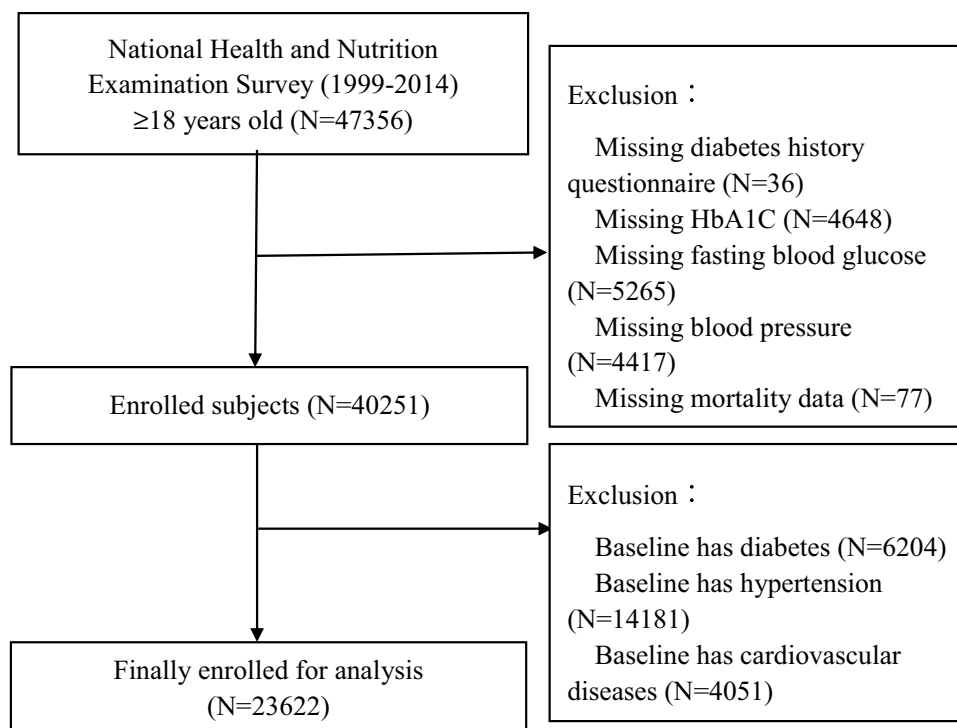 National Health and Nutrition
Examination Survey (1999-2014)
≥18 years old (N=47356)
Exclusion：
Missing diabetes history
questionnaire (N=36)
Missing HbA1C (N=4648)
Missing fasting blood glucose
(N=5265)
Missing blood pressure
(N=4417)
Missing mortality data (N=77)
Enrolled subjects (N=40251)
Exclusion：
Baseline has diabetes (N=6204)
Baseline has hypertension
(N=14181)
Baseline has cardiovascular
diseases (N=4051)
Finally enrolled for analysis
(N=23622)